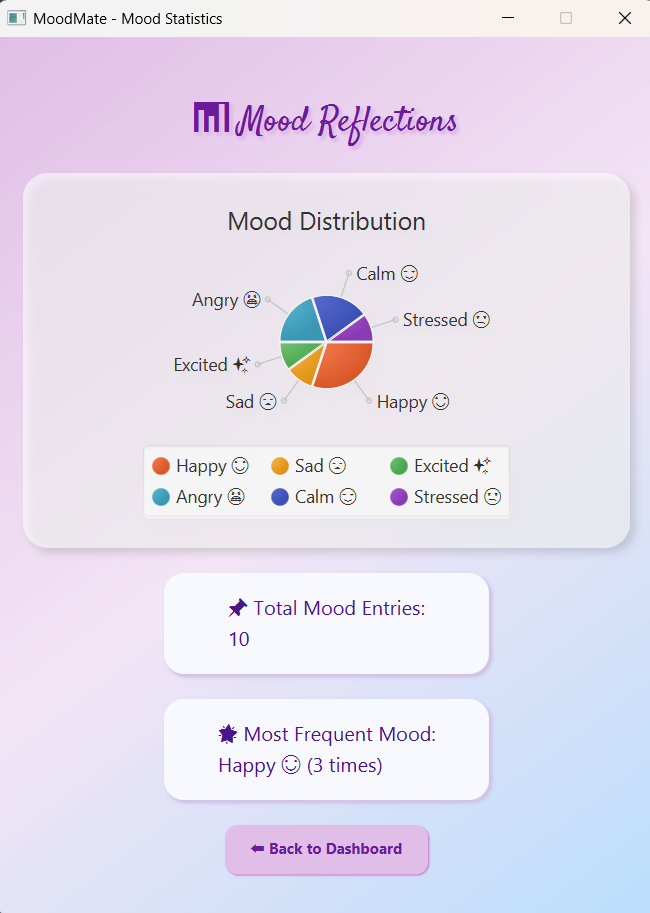 MoodMate - Mood Statistics
📊 Mood Reflections
Mood Distribution
Calm 😌
Angry 😬
Stressed 😟
Excited ✨
Sad 😞
Happy 😊
Happy 😊 Sad 😞 Excited ✨
Angry 😬 Calm 😌 Stressed 😟
📌 Total Mood Entries:
10
🌟 Most Frequent Mood:
Happy 😊 (3 times)
⬅ Back to Dashboard